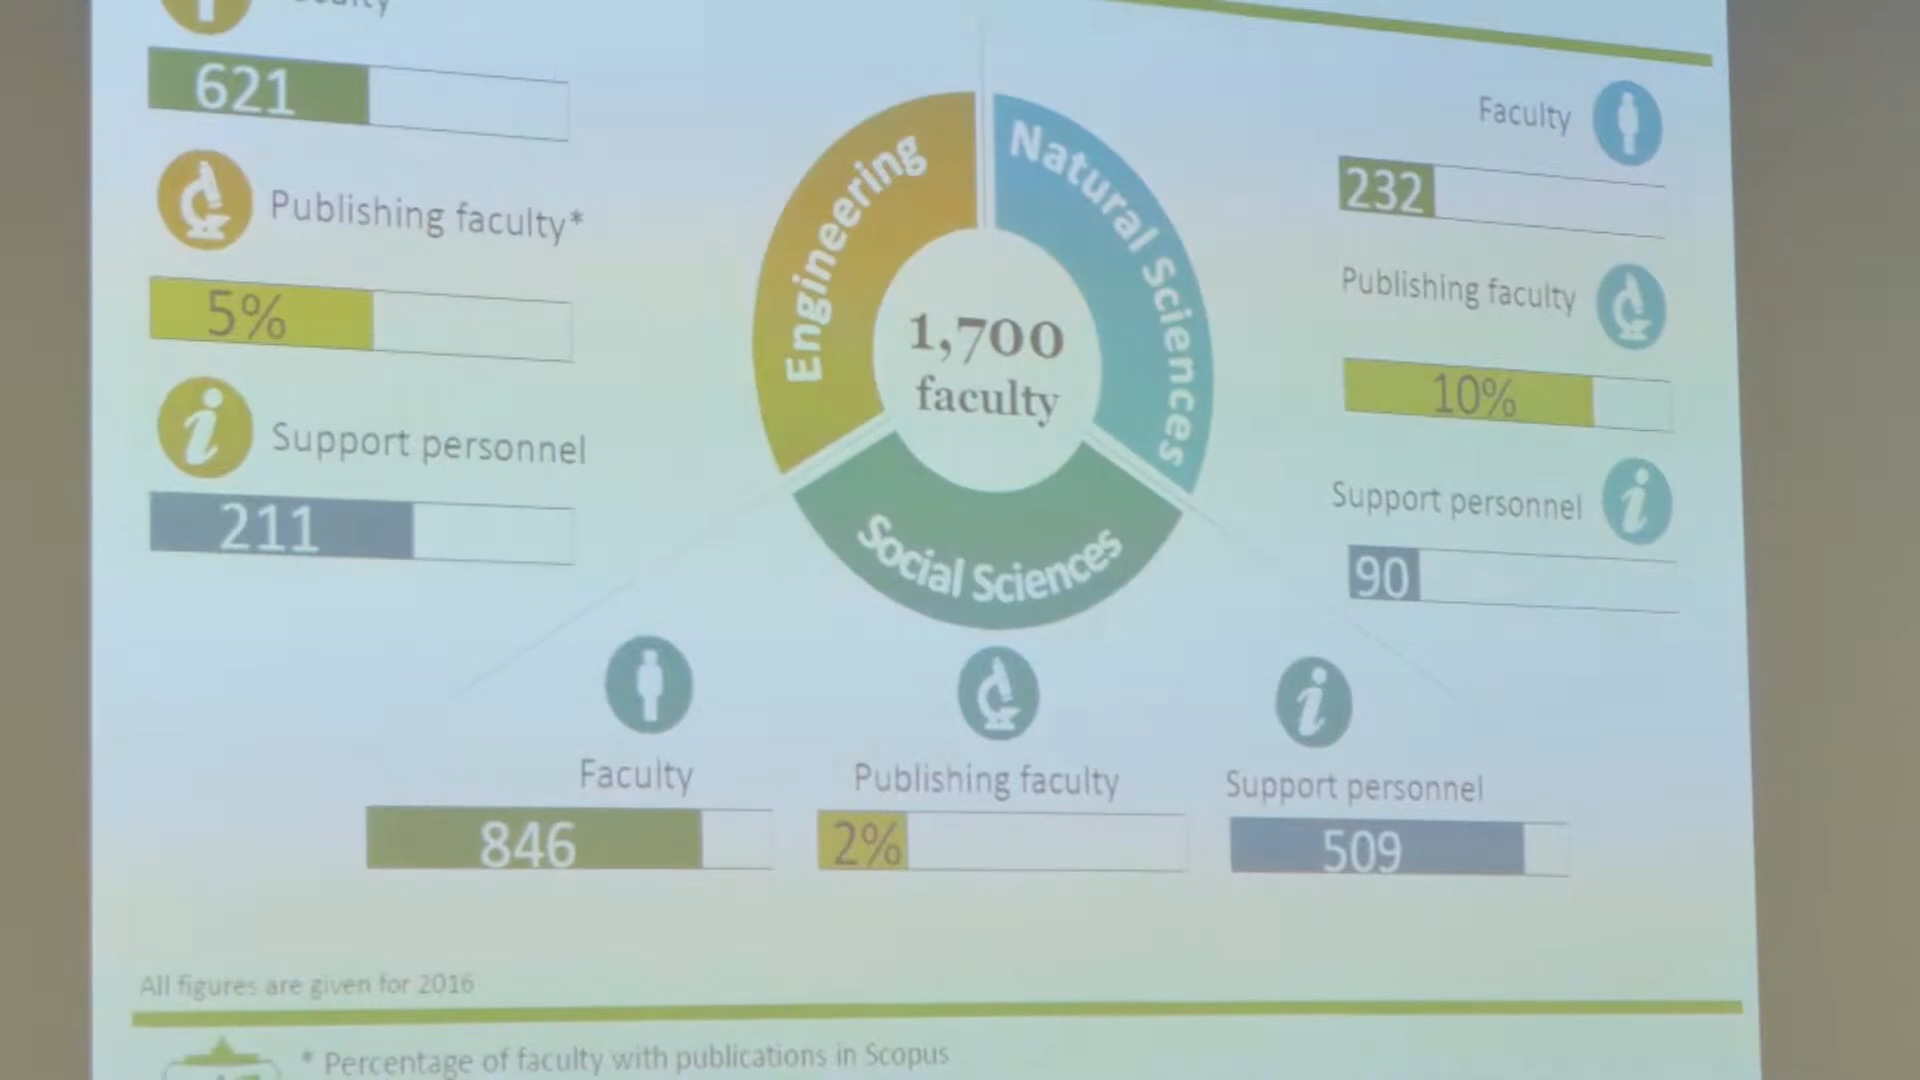 621
Publishing faculty*
5%
Support personnel
211
Engineering
Natural Sciences
Social Sciences
1,700
faculty
Faculty
232
Publishing faculty
10%
Support personnel
90
Faculty
846
Publishing faculty
2%
Support personnel
509
All figures are given for 2016
* Percentage of faculty with publications in Scopus